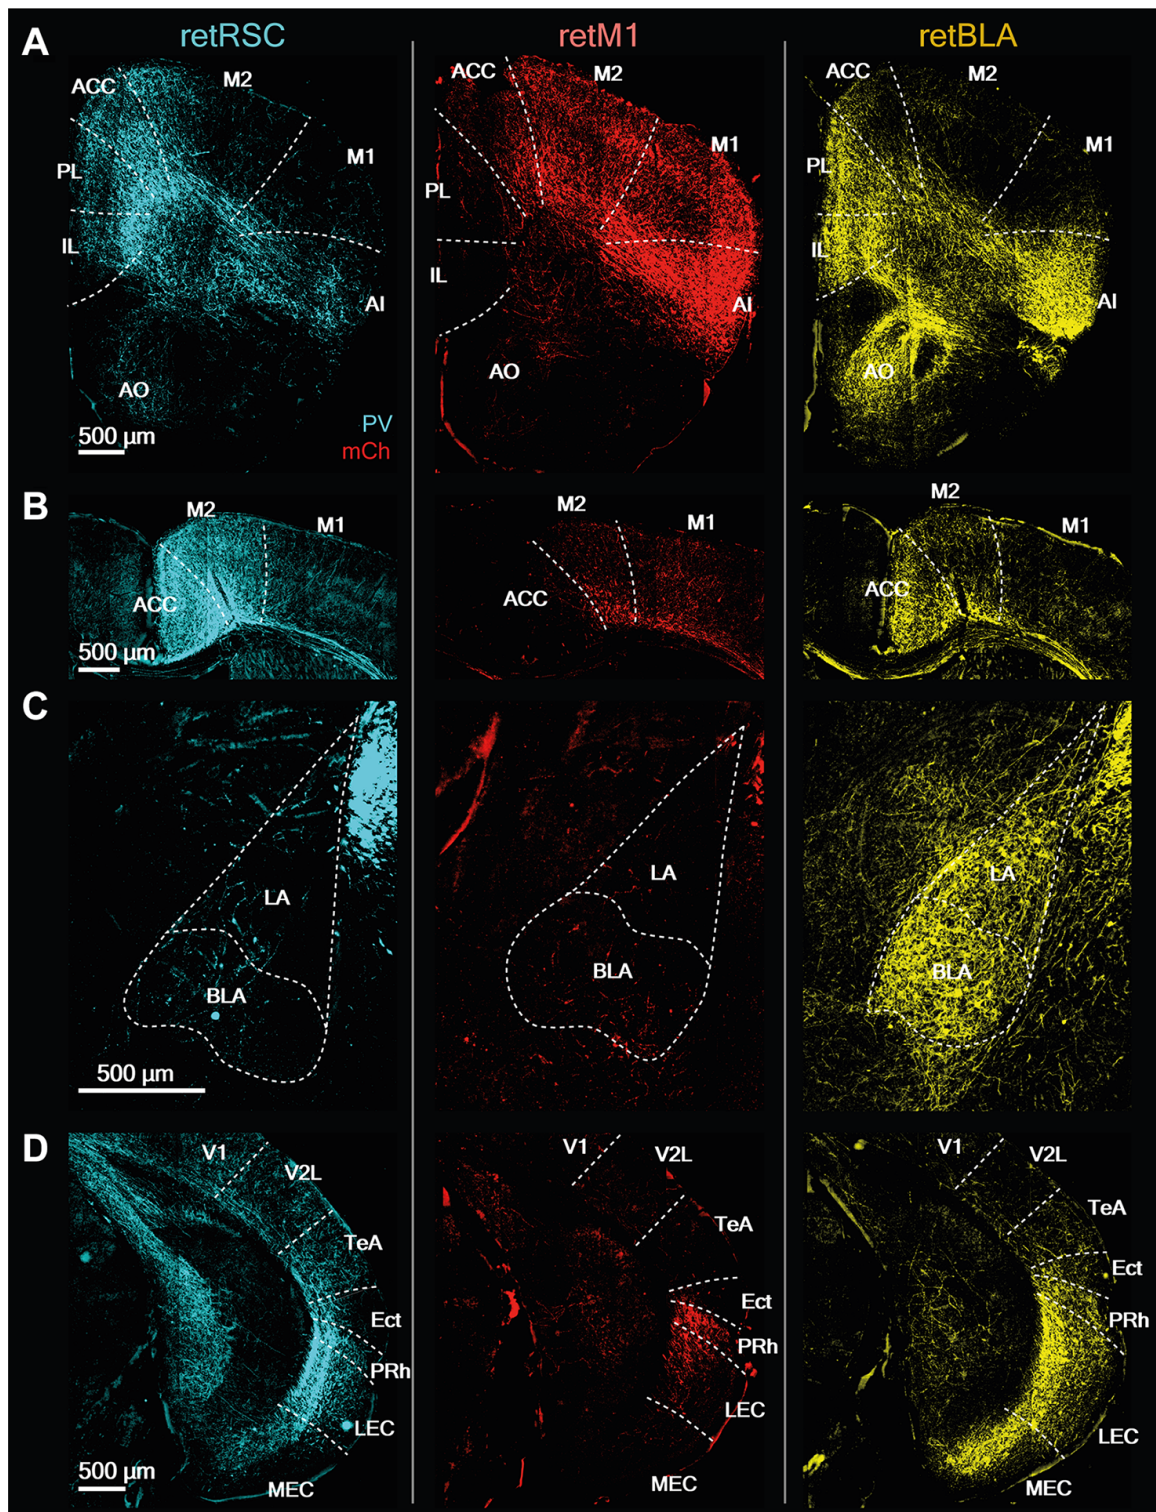 A
retRSC
retM1
retBLA
ACC
M2
M1
PL
IL
AI
AO
PV
mCh
500 µm
ACC
M2
M1
PL
IL
AI
AO
ACC
M2
M1
PL
IL
AI
AO
B
M2
M1
ACC
500 µm
M2
M1
ACC
M2
M1
ACC
C
LA
BLA
500 µm
LA
BLA
LA
BLA
D
V1
V2L
TeA
Ect
PRh
LEC
MEC
500 µm
V1
V2L
TeA
Ect
PRh
LEC
MEC
V1
V2L
TeA
Ect
PRh
LEC
MEC